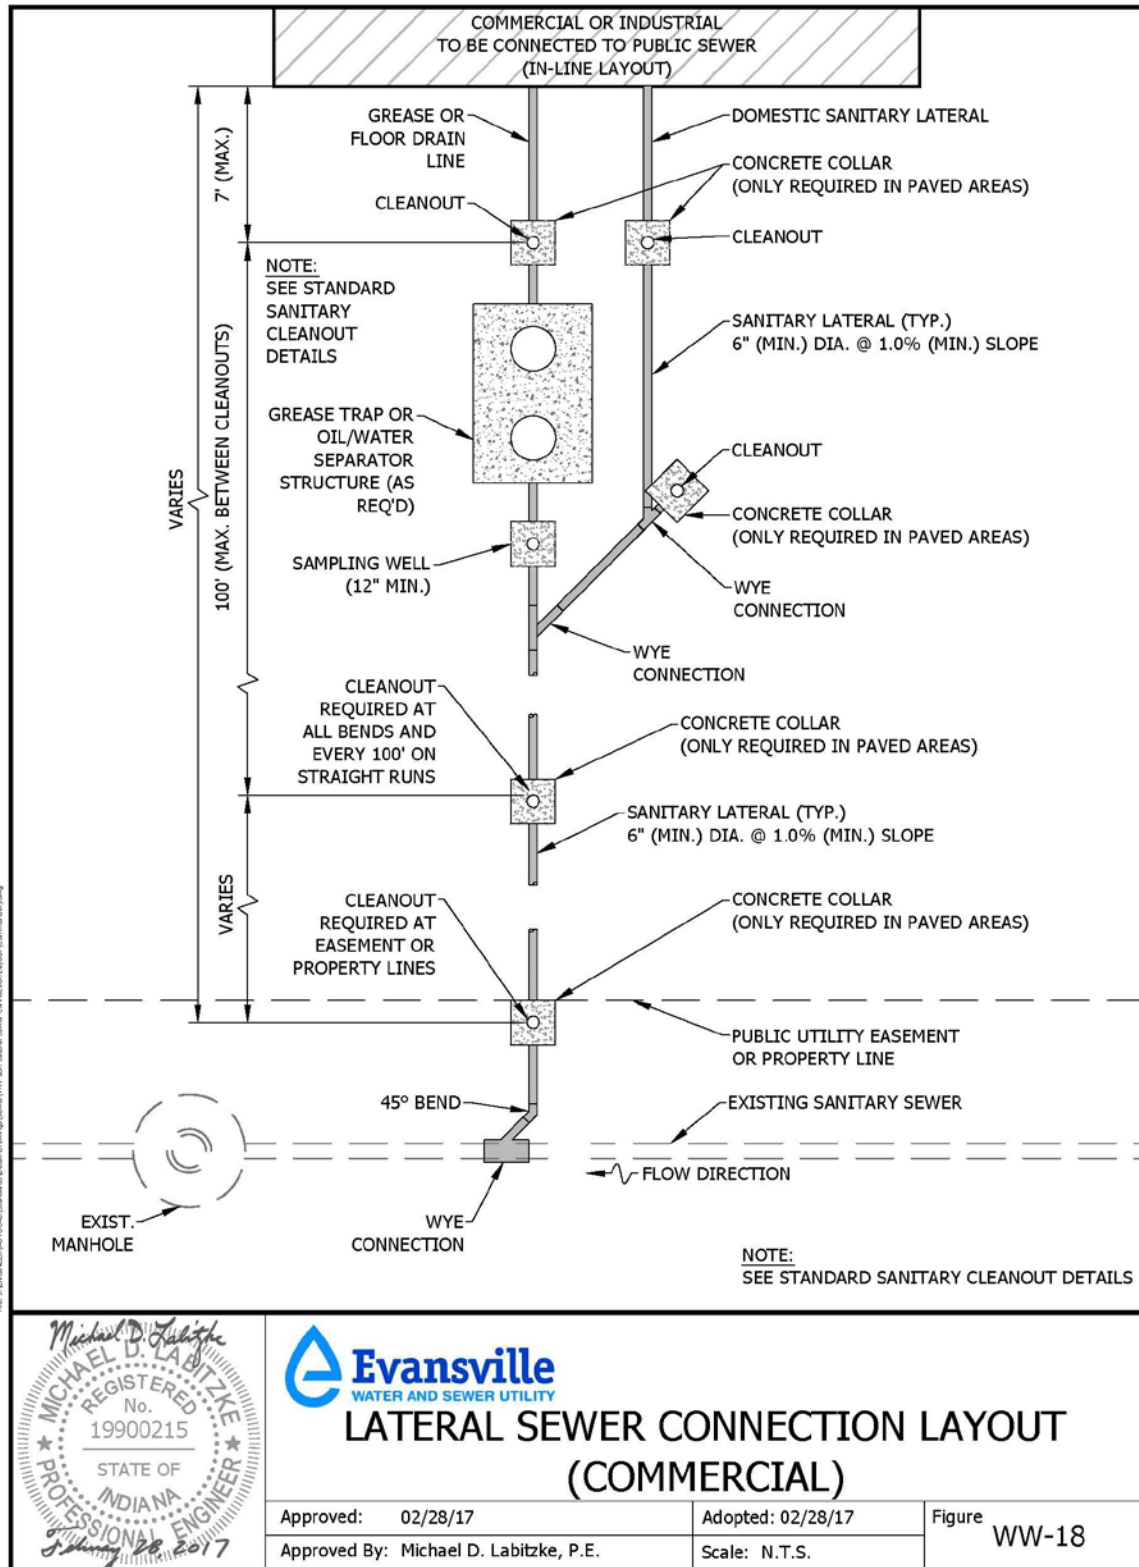 COMMERCIAL OR INDUSTRIAL
TO BE CONNECTED TO PUBLIC SEWER
(IN-LINE LAYOUT)
GREASE OR
FLOOR DRAIN
LINE
DOMESTIC SANITARY LATERAL
7' (MAX.)
CONCRETE COLLAR
(ONLY REQUIRED IN PAVED AREAS)
CLEANOUT
CLEANOUT
NOTE:
SEE STANDARD
SANITARY
CLEANOUT
DETAILS
SANITARY LATERAL (TYP.)
6" (MIN.) DIA. @ 1.0% (MIN.) SLOPE
VARIES
100' (MAX. BETWEEN CLEANOUTS)
GREASE TRAP OR
OIL/WATER
SEPARATOR
STRUCTURE (AS
REQ'D)
CLEANOUT
CONCRETE COLLAR
(ONLY REQUIRED IN PAVED AREAS)
SAMPLING WELL
(12" MIN.)
WYE
CONNECTION
WYE
CONNECTION
CLEANOUT
REQUIRED AT
ALL BENDS AND
EVERY 100' ON
STRAIGHT RUNS
CONCRETE COLLAR
(ONLY REQUIRED IN PAVED AREAS)
SANITARY LATERAL (TYP.)
6" (MIN.) DIA. @ 1.0% (MIN.) SLOPE
VARIES
CLEANOUT
REQUIRED AT
EASEMENT OR
PROPERTY LINES
CONCRETE COLLAR
(ONLY REQUIRED IN PAVED AREAS)
PUBLIC UTILITY EASEMENT
OR PROPERTY LINE
45° BEND
EXISTING SANITARY SEWER
FLOW DIRECTION
EXIST.
MANHOLE
WYE
CONNECTION
NOTE:
SEE STANDARD SANITARY CLEANOUT DETAILS
Michael D. Labitzke
MICHAEL D. LABITZKE
REGISTERED
No.
19900215
STATE OF
INDIANA
PROFESSIONAL ENGINEER
February 28, 2017
Evansville
WATER AND SEWER UTILITY
LATERAL SEWER CONNECTION LAYOUT
(COMMERCIAL)
Approved: 02/28/17
Adopted: 02/28/17
Figure WW-18
Approved By: Michael D. Labitzke, P.E.
Scale: N.T.S.